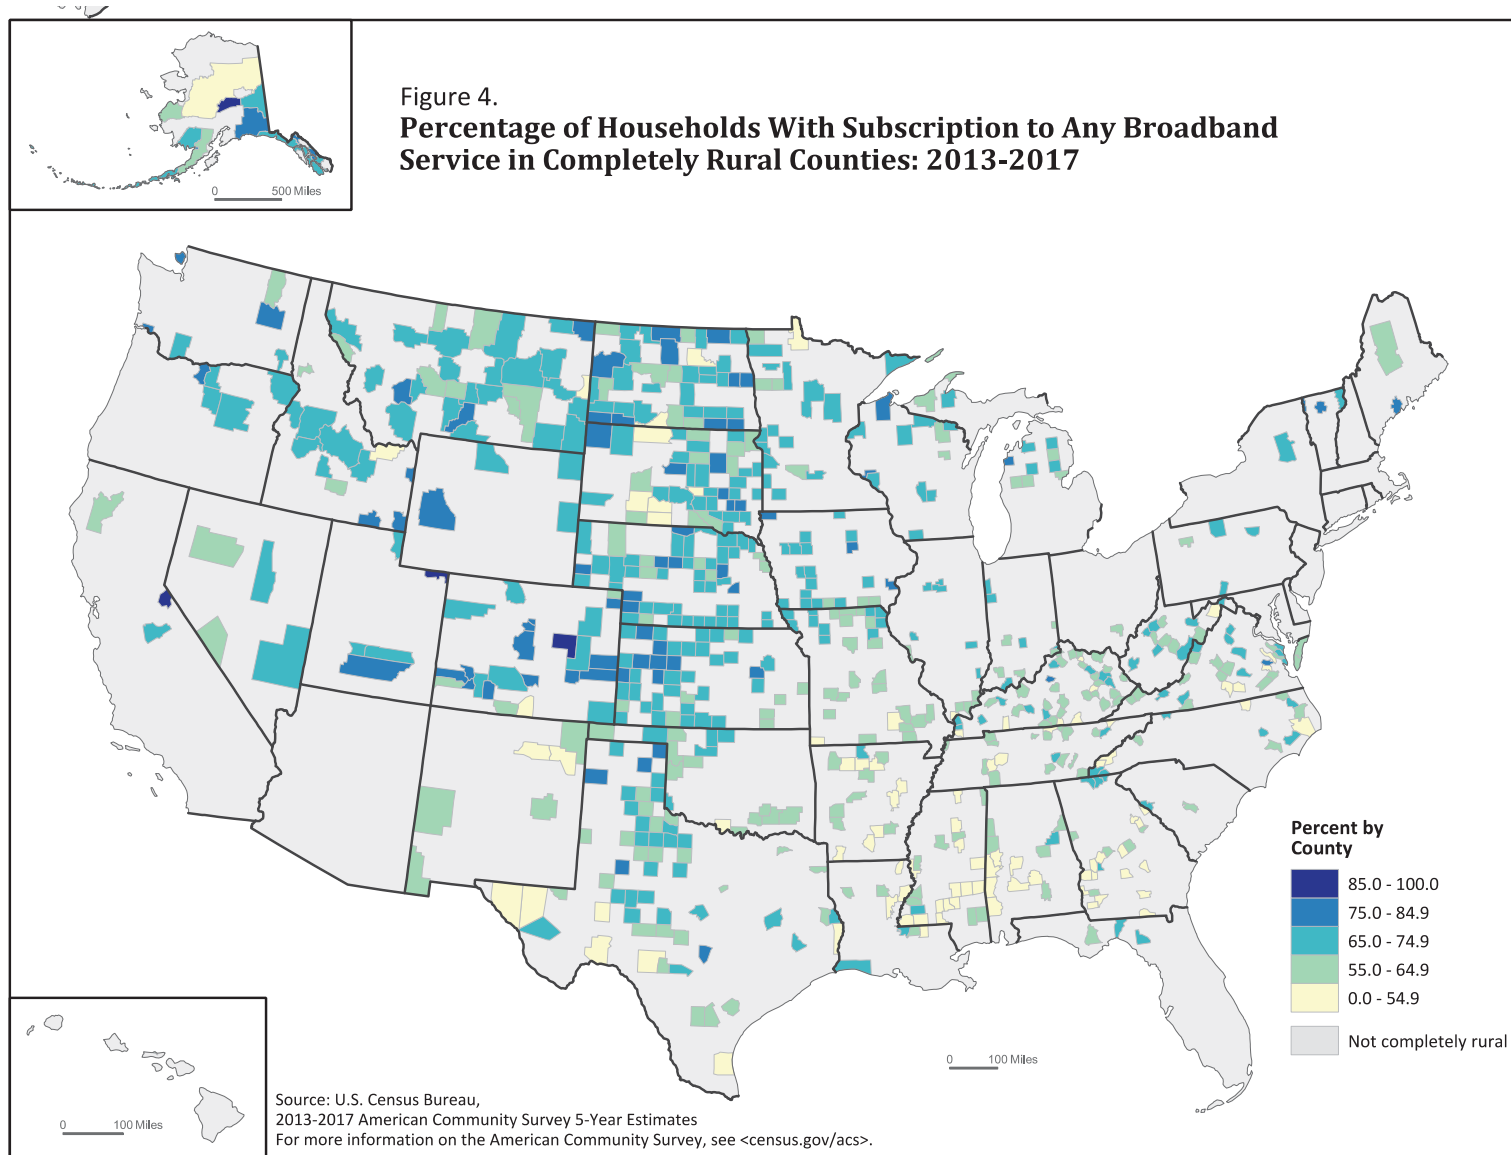 Figure 4.
Percentage of Households With Subscription to Any Broadband
Service in Completely Rural Counties: 2013-2017
0 500 Miles
Percent by
County
85.0 - 100.0
75.0 - 84.9
65.0 - 74.9
55.0 - 64.9
0.0 - 54.9
Not completely rural
0 100 Miles
0 100 Miles
Source: U.S. Census Bureau,
2013-2017 American Community Survey 5-Year Estimates
For more information on the American Community Survey, see <census.gov/acs>.